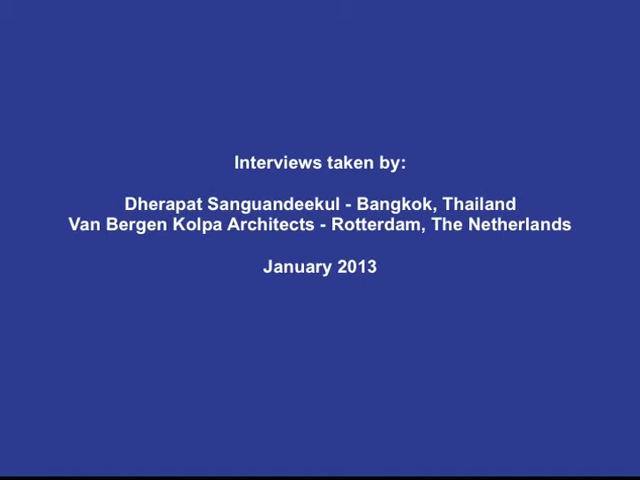 Interviews taken by:
Dherapat Sanguandeekul - Bangkok, Thailand
Van Bergen Kolpa Architects - Rotterdam, The Netherlands
January 2013